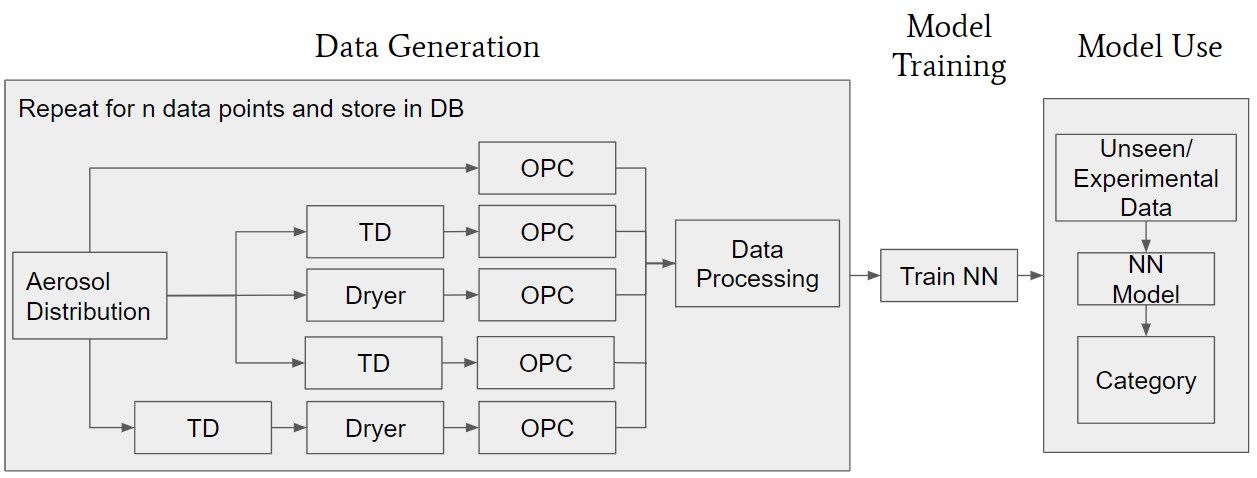 Data Generation
Model
Training
Model Use
Repeat for n data points and store in DB
OPC
TD
OPC
Aerosol
Distribution
Dryer
OPC
TD
OPC
TD
Dryer
OPC
Data
Processing
Train NN
Unseen/
Experimental
Data
NN
Model
Category